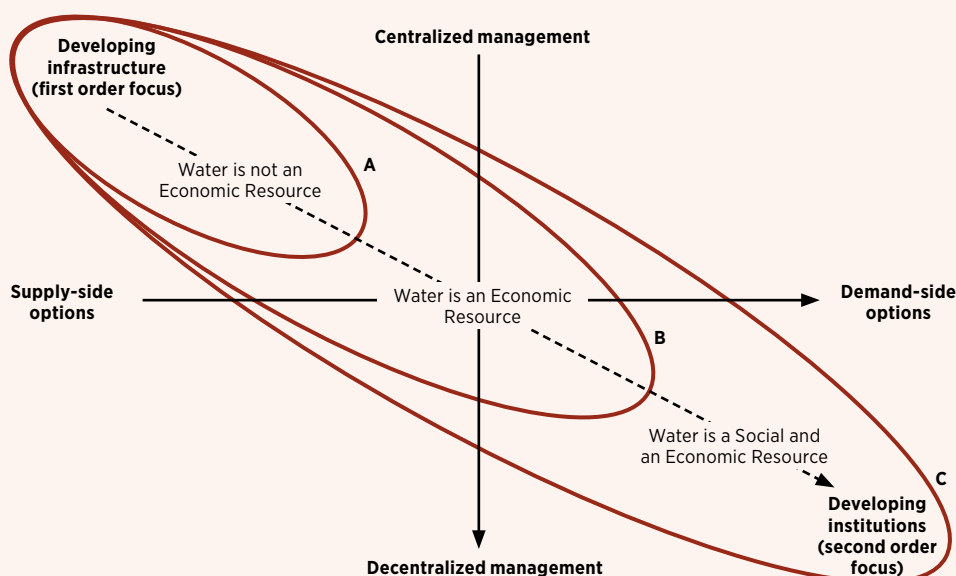 Centralized management
Developing
infrastructure
(first order focus)
A
Water is not an
Economic Resource
Supply-side
options
Water is an Economic
Resource
Demand-side
options
B
Water is a Social and
an Economic Resource
C
Developing
institutions
(second order
focus)
Decentralized management